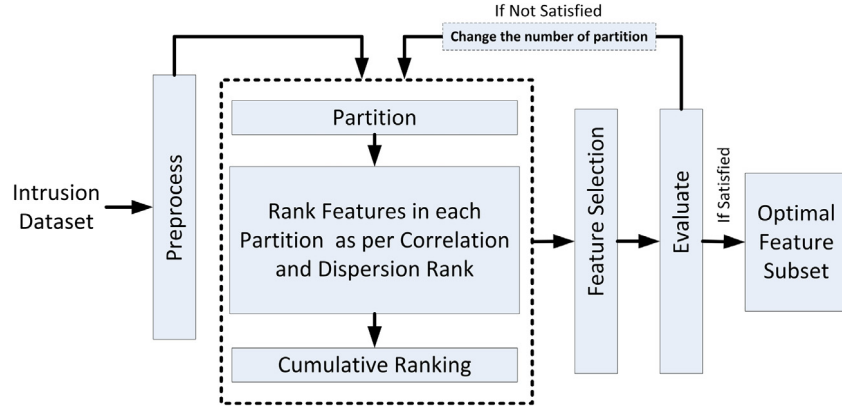 If Not Satisfied
Change the number of partition
Partition
Intrusion
Dataset
Preprocess
Rank Features in each
Partition as per Correlation
and Dispersion Rank
Cumulative Ranking
Feature Selection
Evaluate
If Satisfied
Optimal
Feature
Subset